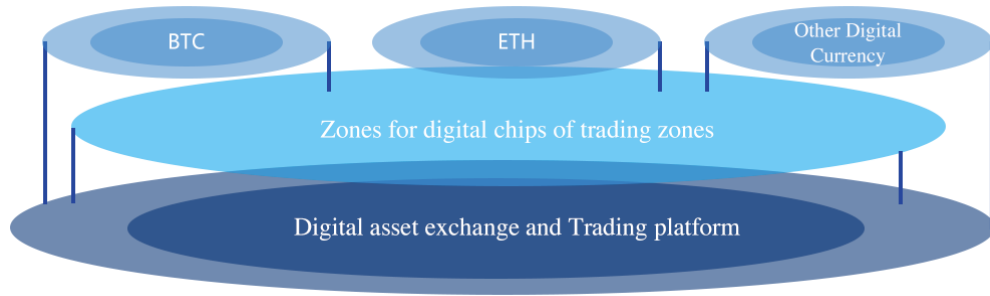 BTC
ETH
Other Digital
Currency
Zones for digital chips of trading zones
Digital asset exchange and Trading platform